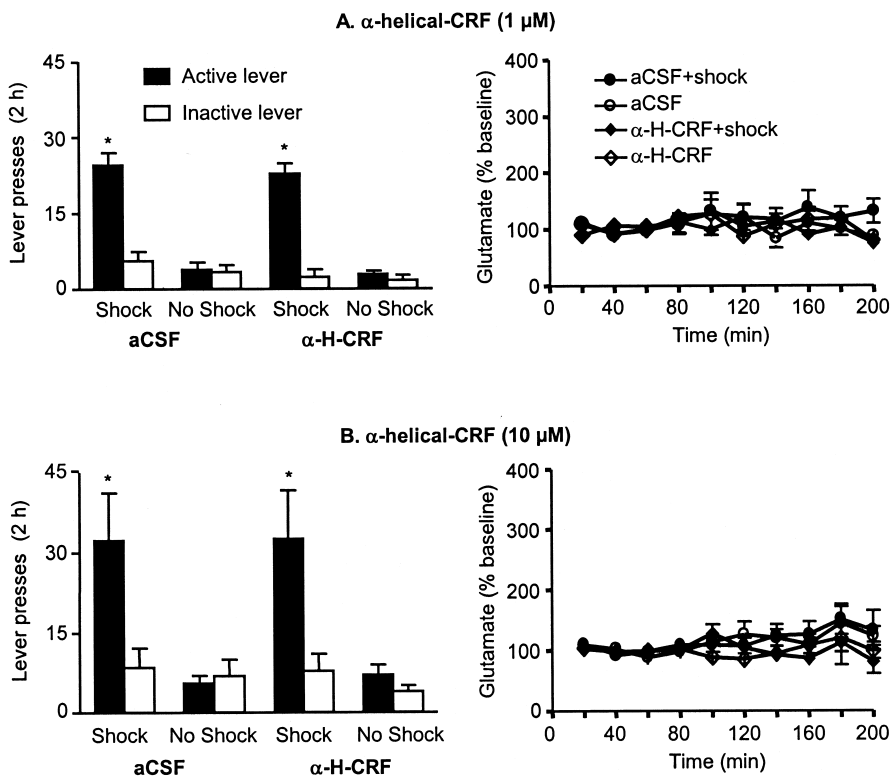 A. α-helical-CRF (1 µM)
Lever presses (2 h)
45
30
15
0
Active lever
Inactive lever
*
*
Shock No Shock Shock No Shock
aCSF α-H-CRF
Glutamate (% baseline)
400
300
200
100
0
aCSF+shock
aCSF
α-H-CRF+shock
α-H-CRF
0 40 80 120 160 200
Time (min)
B. α-helical-CRF (10 µM)
Lever presses (2 h)
45
30
15
0
*
*
Shock No Shock Shock No Shock
aCSF α-H-CRF
Glutamate (% baseline)
400
300
200
100
0
0 40 80 120 160 200
Time (min)